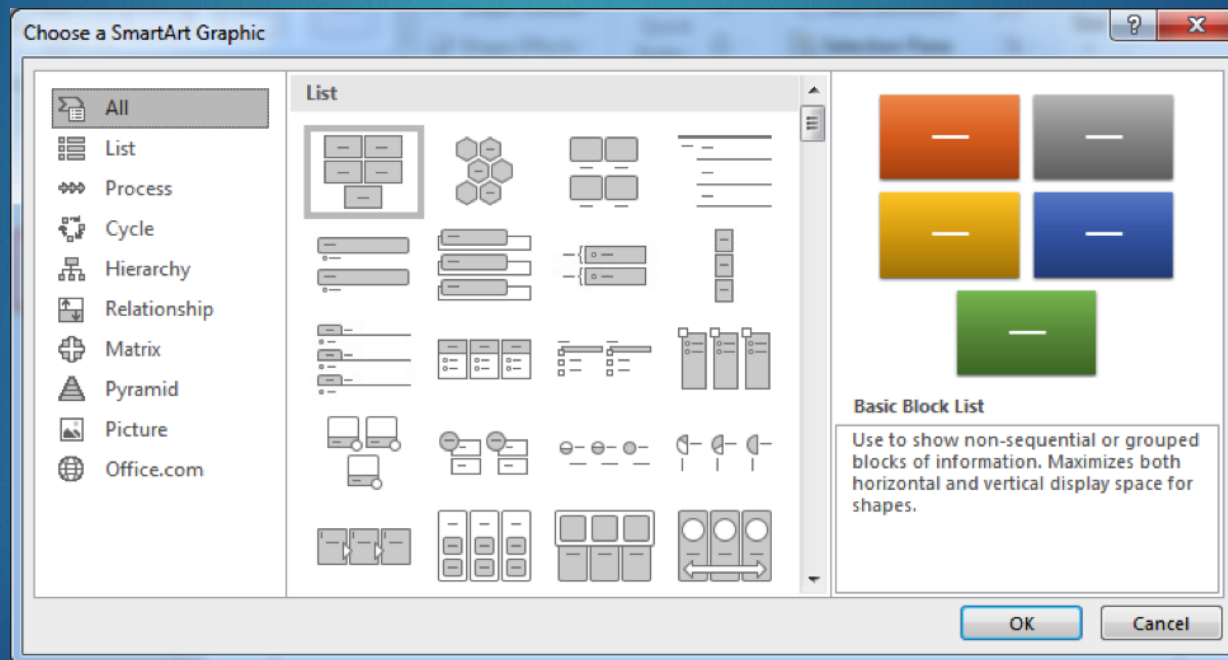 Choose a SmartArt Graphic
?
All
List
Process
Cycle
Hierarchy
Relationship
Matrix
Pyramid
Picture
Office.com
List
Basic Block List
Use to show non-sequential or grouped
blocks of information. Maximizes both
horizontal and vertical display space for
shapes.
OK
Cancel